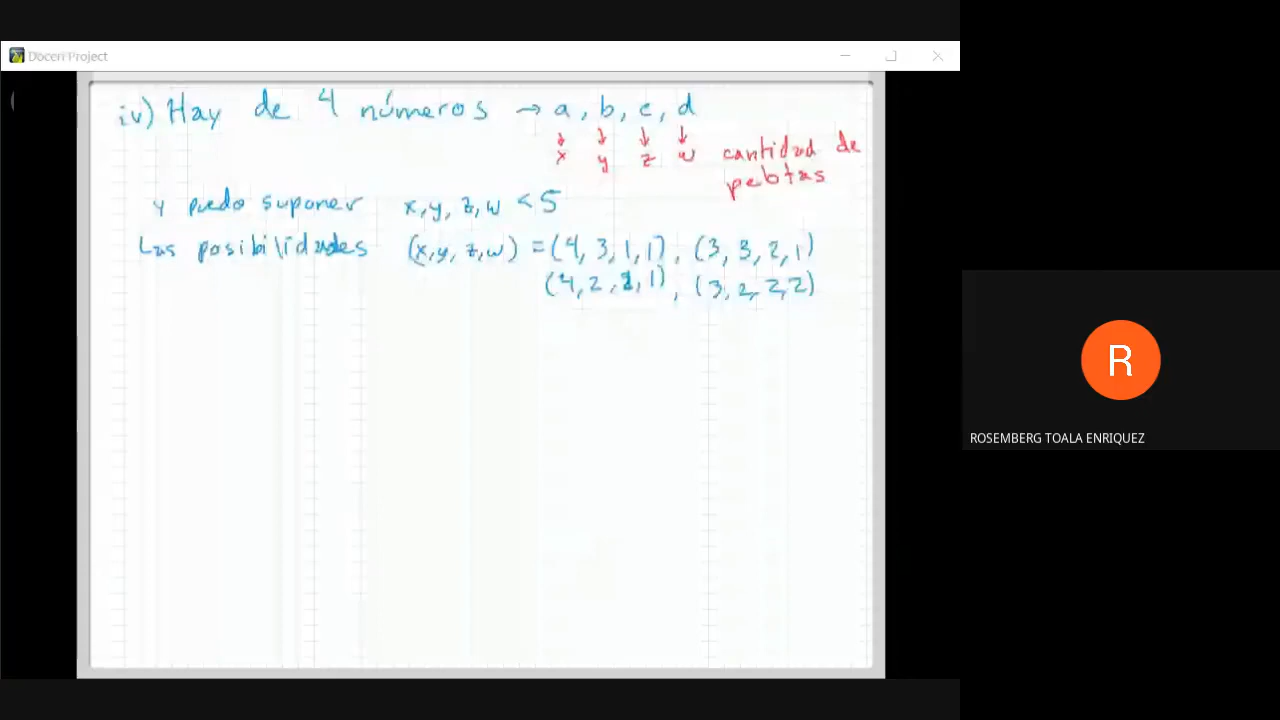 Doceri Project
iv) Hay de 4 números → a, b, c, d
x y z w cantidad de
pelotas
y puedo suponer x, y, z, w < 5
Las posibilidades (x, y, z, w) = (4, 3, 1, 1), (3, 3, 2, 1)
(4, 2, 2, 1), (3, 2, 2, 2)
R
ROSEMBERG TOALA ENRIQUEZ